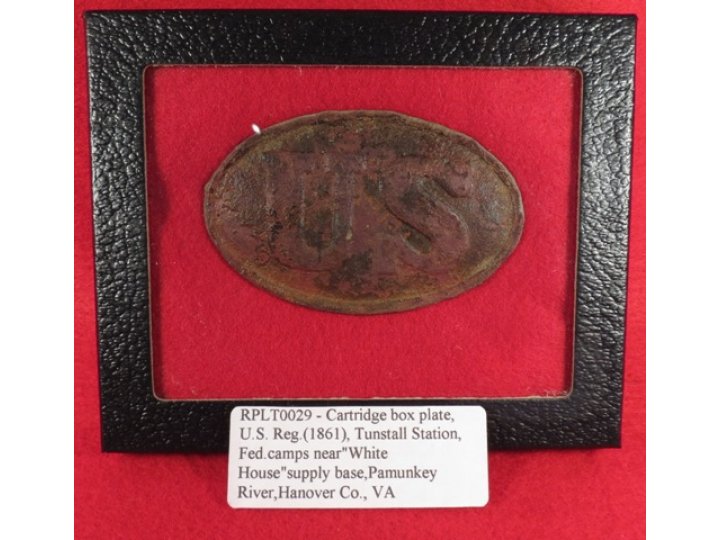 US
RPLT0029 - Cartridge box plate,
U.S. Reg.(1861), Tunstall Station,
Fed.camps near"White
House"supply base,Pamunkey
River,Hanover Co., VA